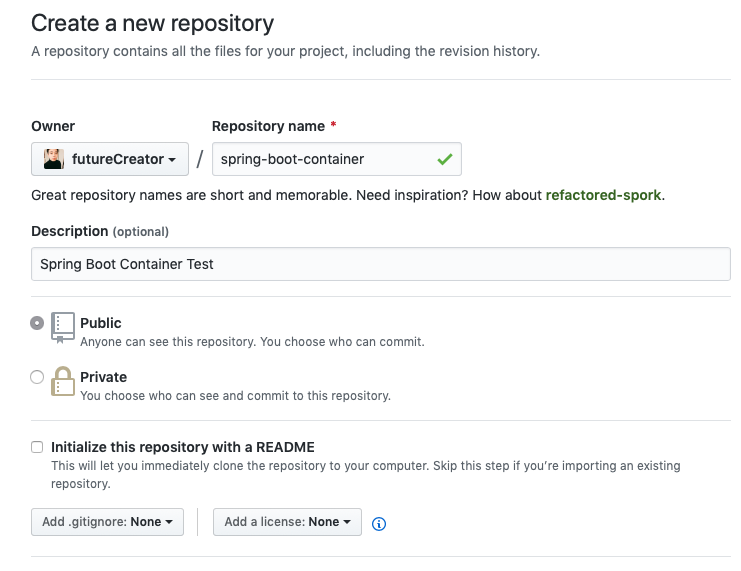 Create a new repository
A repository contains all the files for your project, including the revision history.
Owner
Repository name *
futureCreator
/
spring-boot-container
Great repository names are short and memorable. Need inspiration? How about refactored-spork.
Description (optional)
Spring Boot Container Test
Public
Anyone can see this repository. You choose who can commit.
Private
You choose who can see and commit to this repository.
Initialize this repository with a README
This will let you immediately clone the repository to your computer. Skip this step if you’re importing an existing
repository.
Add .gitignore: None
Add a license: None